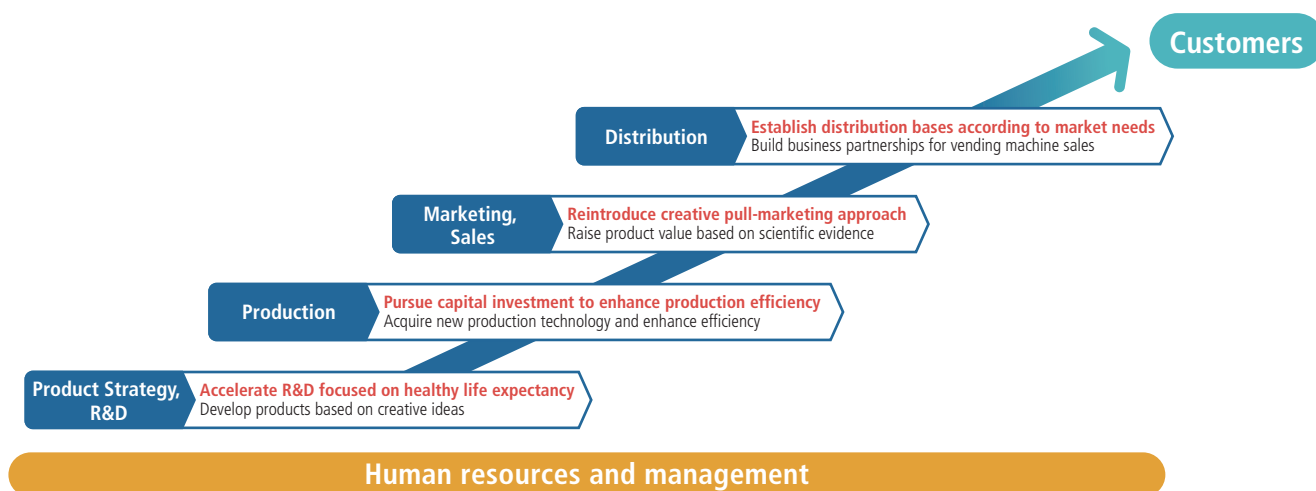 Customers
Distribution
Establish distribution bases according to market needs
Build business partnerships for vending machine sales
Marketing,
Sales
Reintroduce creative pull-marketing approach
Raise product value based on scientific evidence
Production
Pursue capital investment to enhance production efficiency
Acquire new production technology and enhance efficiency
Product Strategy,
R&D
Accelerate R&D focused on healthy life expectancy
Develop products based on creative ideas
Human resources and management